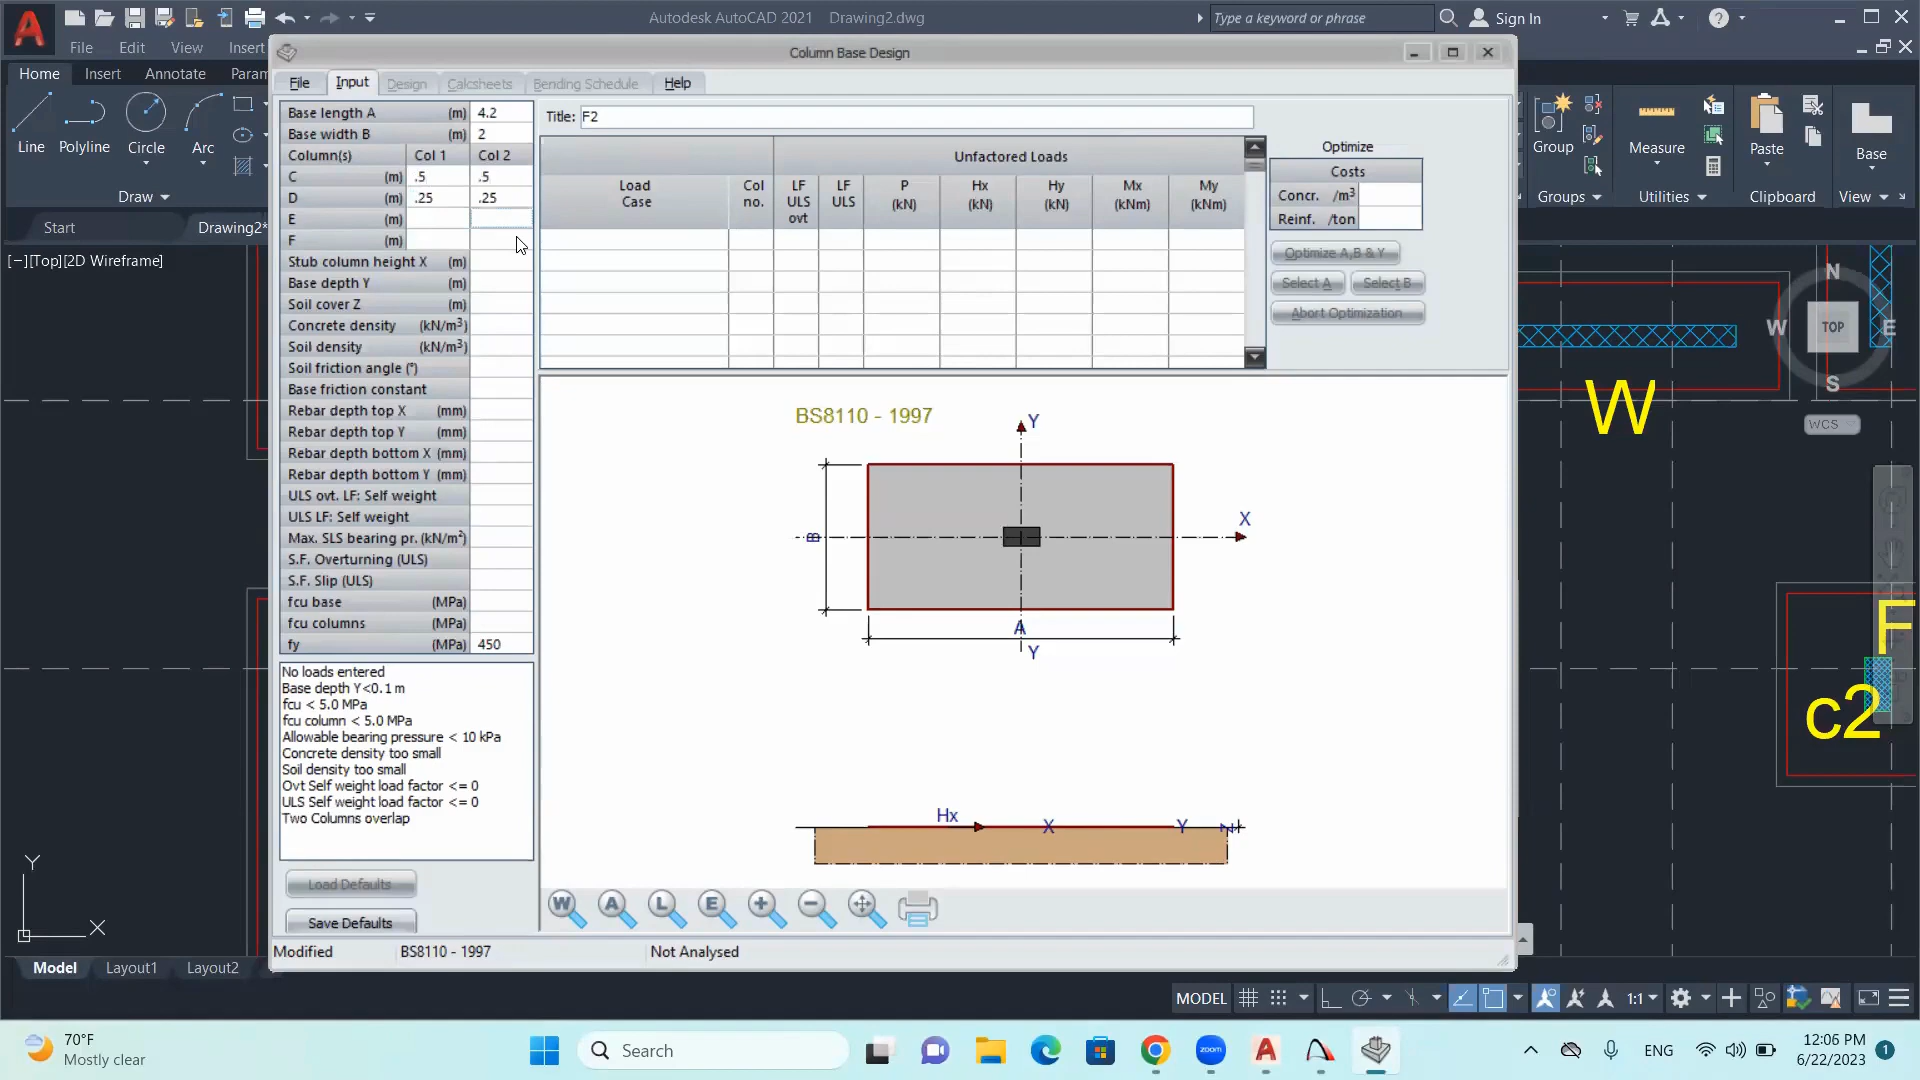 Autodesk AutoCAD 2021 Drawing2.dwg
Type a keyword or phrase
Sign In
File Edit View Insert
Column Base Design
Home Insert Annotate Param
Line Polyline Circle Arc
Draw
Group Measure Paste Base
Groups Utilities Clipboard View
Start Drawing2*
[−][Top][2D Wireframe]
File Input Design Calcsheets Bending Schedule Help
Base length A (m) 4.2
Base width B (m) 2
Column(s) Col 1 Col 2
C (m) .5 .5
D (m) .25 .25
E (m)
F (m)
Stub column height X (m)
Base depth Y (m)
Soil cover Z (m)
Concrete density (kN/m³)
Soil density (kN/m³)
Soil friction angle (°)
Base friction constant
Rebar depth top X (mm)
Rebar depth top Y (mm)
Rebar depth bottom X (mm)
Rebar depth bottom Y (mm)
ULS ovt. LF: Self weight
ULS LF: Self weight
Max. SLS bearing pr. (kN/m²)
S.F. Overturning (ULS)
S.F. Slip (ULS)
fcu base (MPa)
fcu columns (MPa)
fy (MPa) 450
No loads entered
Base depth Y<0.1 m
fcu < 5.0 MPa
fcu column < 5.0 MPa
Allowable bearing pressure < 10 kPa
Concrete density too small
Soil density too small
Ovt Self weight load factor <= 0
ULS Self weight load factor <= 0
Two Columns overlap
Load Defaults
Save Defaults
Title: F2
Unfactored Loads
Load Case
Col no.
LF ULS ovt
LF ULS
P (kN)
Hx (kN)
Hy (kN)
Mx (kNm)
My (kNm)
Optimize
Costs
Concr. /m³
Reinf. /ton
Optimize A,B & Y
Select A Select B
Abort Optimization
BS8110 - 1997
Y
X
B
A
Y
Hx X Y Z
W A L E
Modified BS8110 - 1997 Not Analysed
N
W TOP E
S
WCS
W
F
c2
Y
X
Model Layout1 Layout2
MODEL 1:1
70°F
Mostly clear
Search
zoom
ENG
12:06 PM
6/22/2023
1